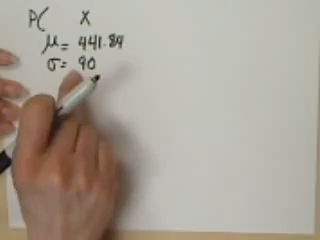 P( X
μ = 441.84
σ = 90